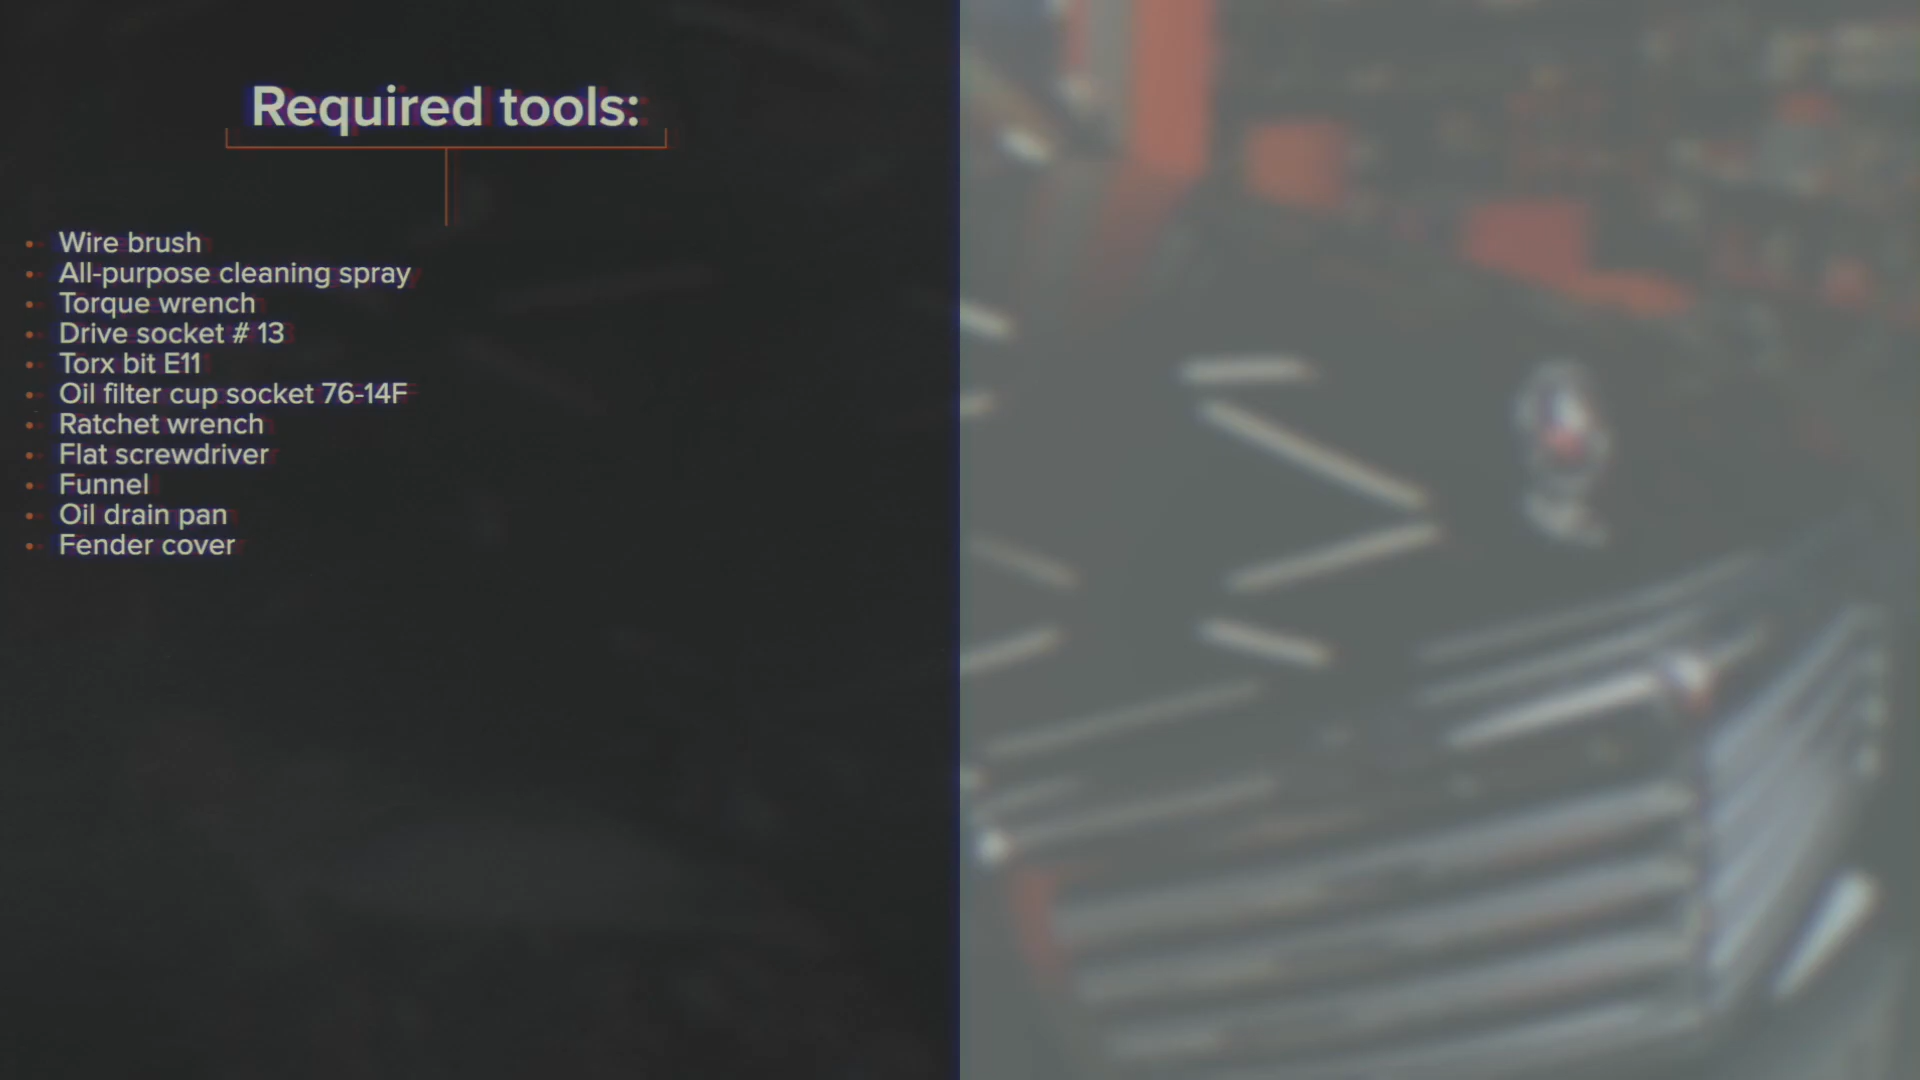 Required tools:
Wire brush
All-purpose cleaning spray
Torque wrench
Drive socket # 13
Torx bit E11
Oil filter cup socket 76-14F
Ratchet wrench
Flat screwdriver
Funnel
Oil drain pan
Fender cover